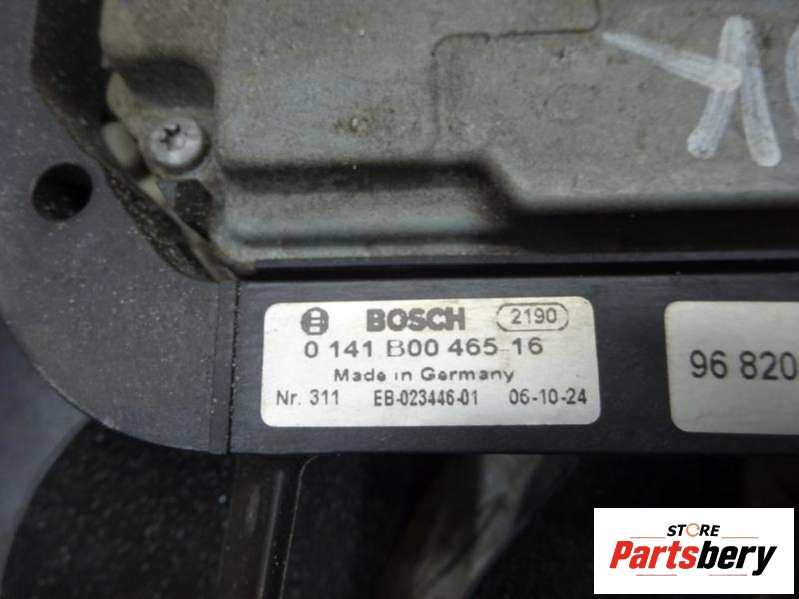 OK
BOSCH 2190
0 141 B00 465 16
Made in Germany
Nr. 311 EB-023446-01 06-10-24
96 820
STORE
Partsbery